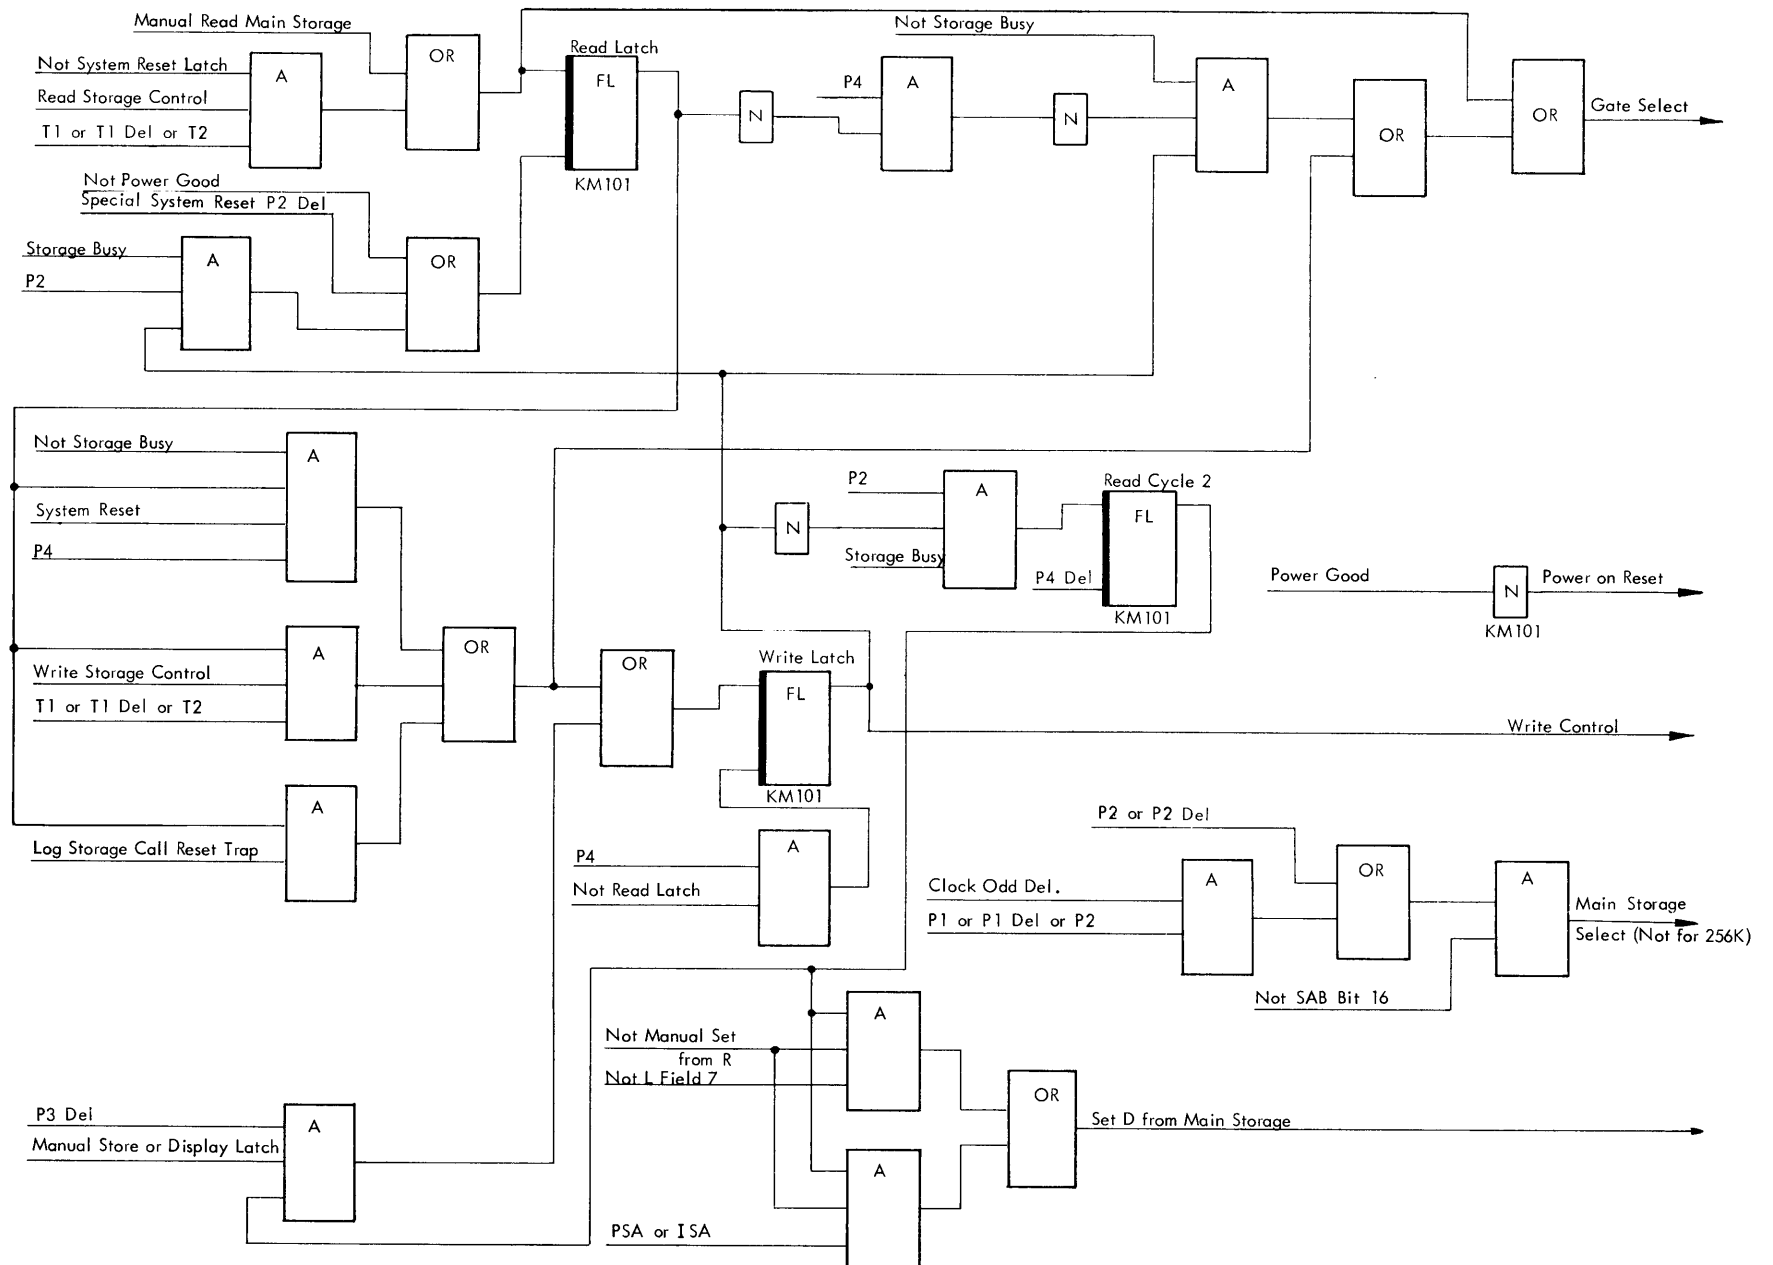 Manual Read Main Storage
Not System Reset Latch
A
Read Storage Control
T1 or T1 Del or T2
OR
Read Latch
FL
KM101
Not Power Good
Special System Reset P2 Del
Storage Busy
A
P2
OR
Not Storage Busy
N
P4
A
N
A
OR
OR
Gate Select
Not Storage Busy
A
System Reset
P4
Write Storage Control
A
T1 or T1 Del or T2
OR
A
Log Storage Call Reset Trap
OR
Write Latch
FL
KM101
P4
A
Not Read Latch
N
P2
A
Storage Busy
Read Cycle 2
FL
P4 Del
KM101
Power Good
N
Power on Reset
KM101
Write Control
P2 or P2 Del
Clock Odd Del.
A
P1 or P1 Del or P2
OR
A
Main Storage
Select (Not for 256K)
Not SAB Bit 16
P3 Del
A
Manual Store or Display Latch
Not Manual Set
from R
Not L Field 7
A
A
PSA or ISA
OR
Set D from Main Storage